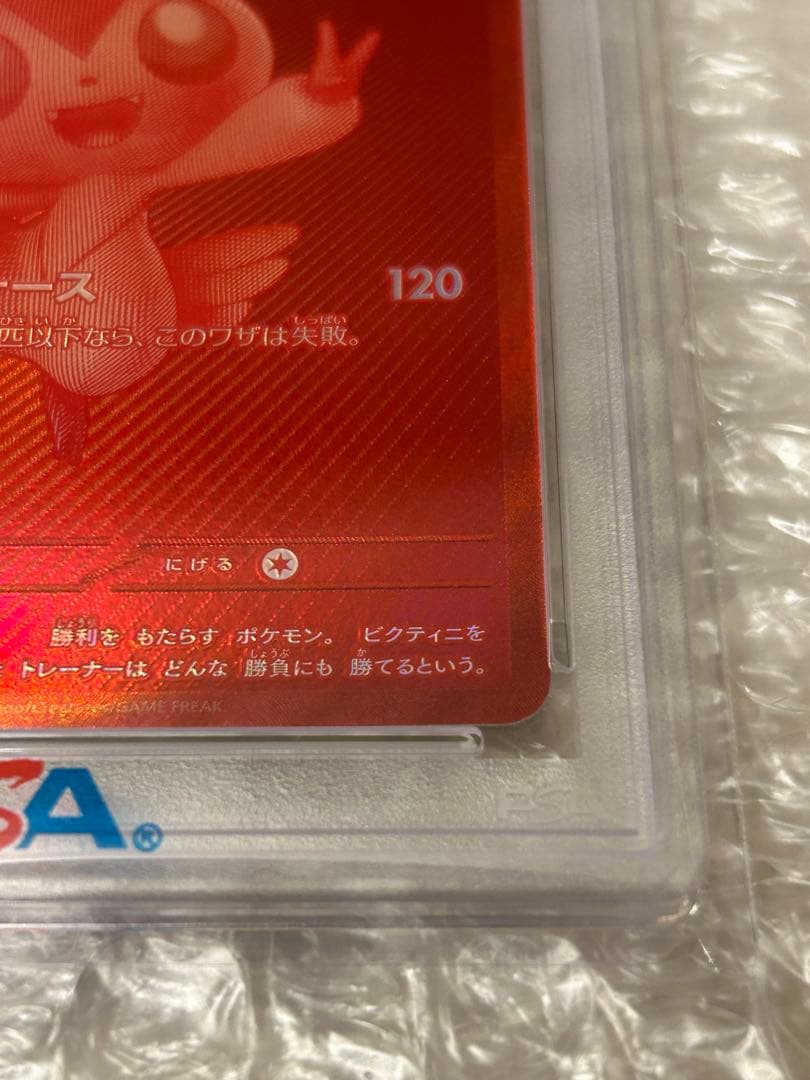 ース 120
匹以下なら、このワザは失敗。
にげる
勝利を もたらす ポケモン。 ビクティニを
トレーナーは どんな 勝負にも 勝てるという。
GAME FREAK
SA®
PS